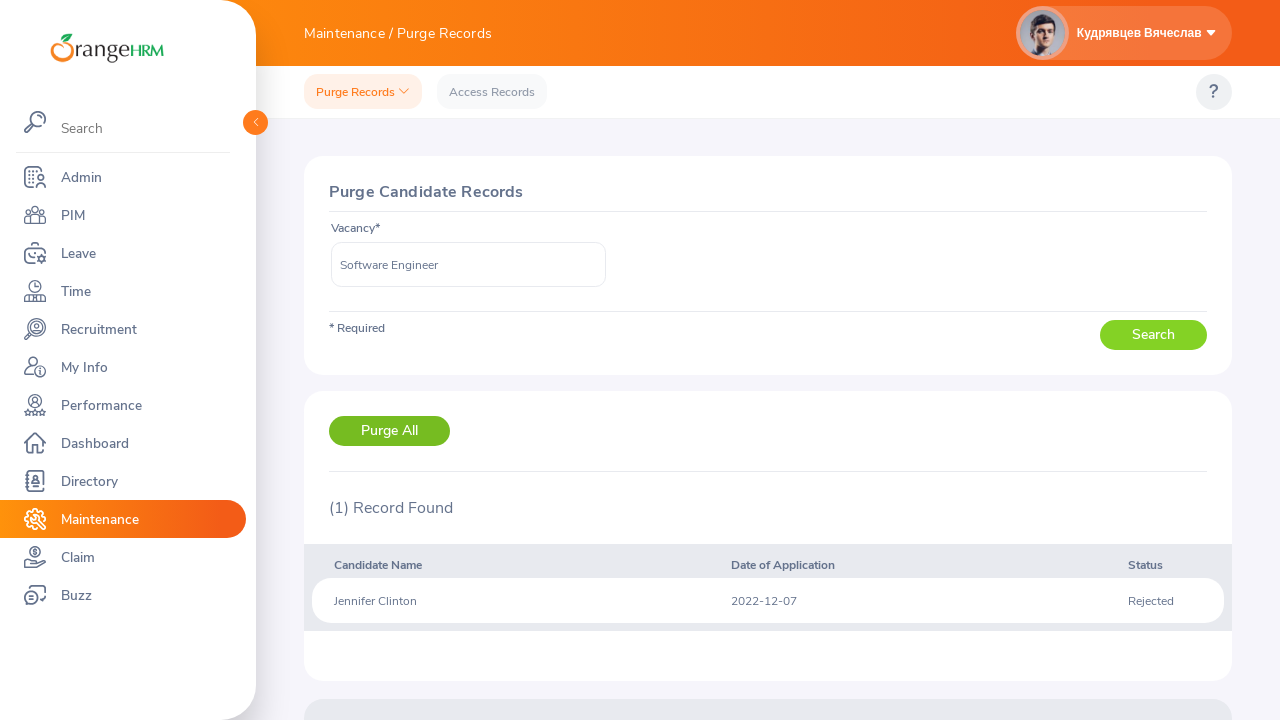 OrangeHRM
Search
Admin
PIM
Leave
Time
Recruitment
My Info
Performance
Dashboard
Directory
Maintenance
Claim
Buzz
Maintenance / Purge Records
Кудрявцев Вячеслав
Purge Records
Access Records
?
Purge Candidate Records
Vacancy*
Software Engineer
* Required
Search
Purge All
(1) Record Found
Candidate Name Date of Application Status
Jennifer Clinton 2022-12-07 Rejected